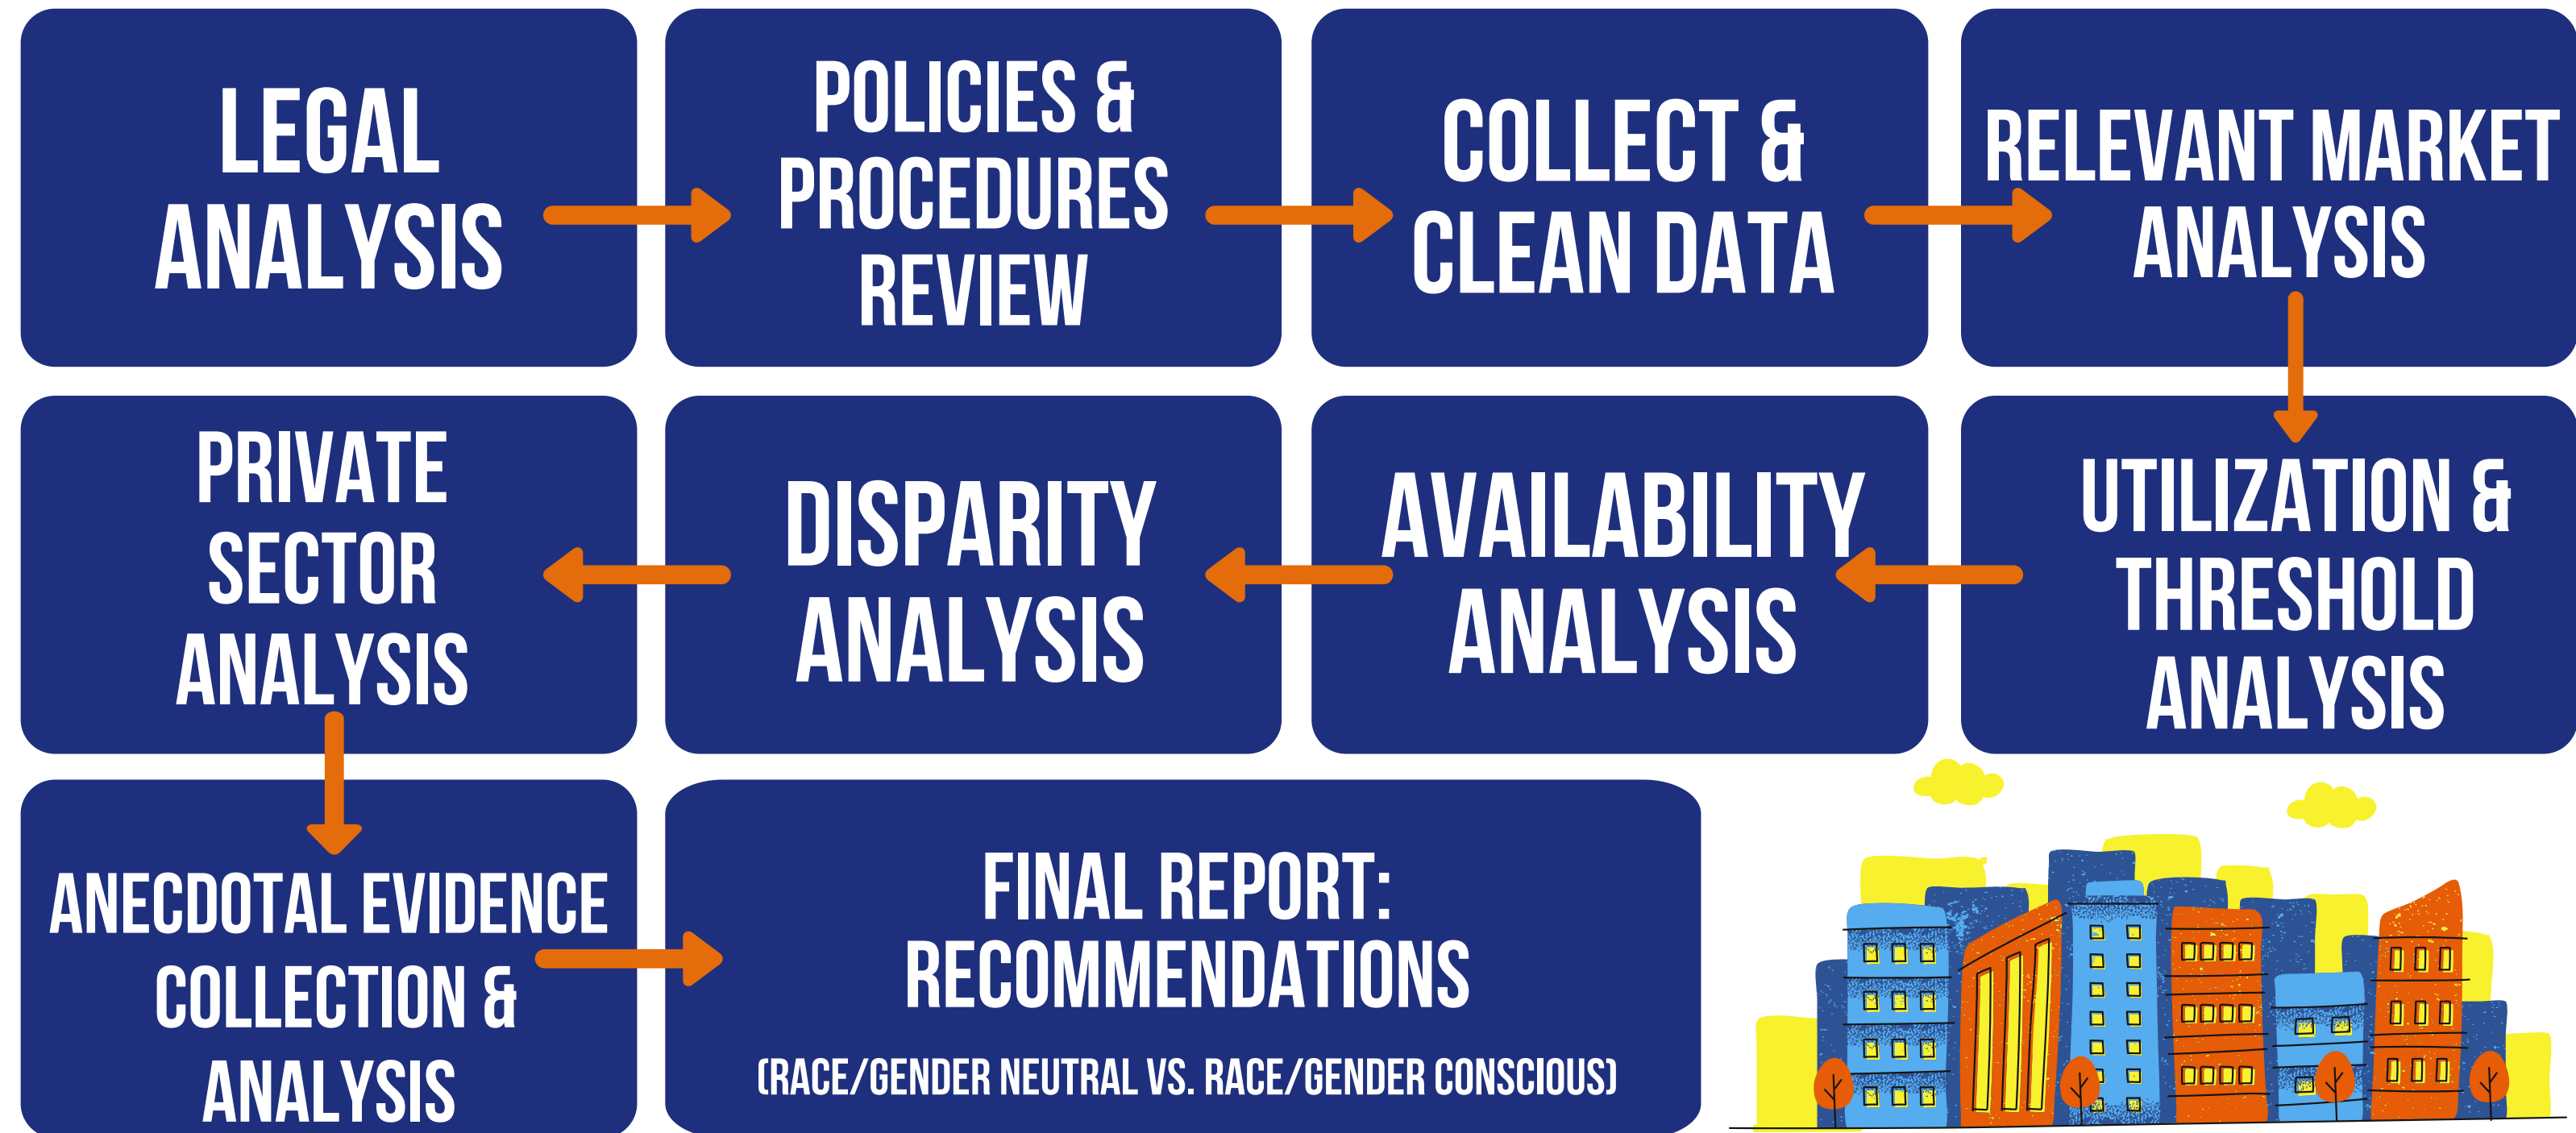 LEGAL
ANALYSIS
POLICIES &
PROCEDURES
REVIEW
COLLECT &
CLEAN DATA
RELEVANT MARKET
ANALYSIS
UTILIZATION &
THRESHOLD
ANALYSIS
AVAILABILITY
ANALYSIS
DISPARITY
ANALYSIS
PRIVATE
SECTOR
ANALYSIS
ANECDOTAL EVIDENCE
COLLECTION &
ANALYSIS
FINAL REPORT:
RECOMMENDATIONS
(RACE/GENDER NEUTRAL VS. RACE/GENDER CONSCIOUS)